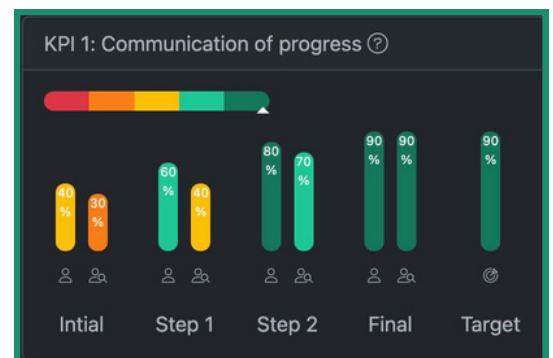 KPI 1: Communication of progress ?
40 %
30 %
60 %
40 %
80 %
70 %
90 %
90 %
90 %
Intial
Step 1
Step 2
Final
Target